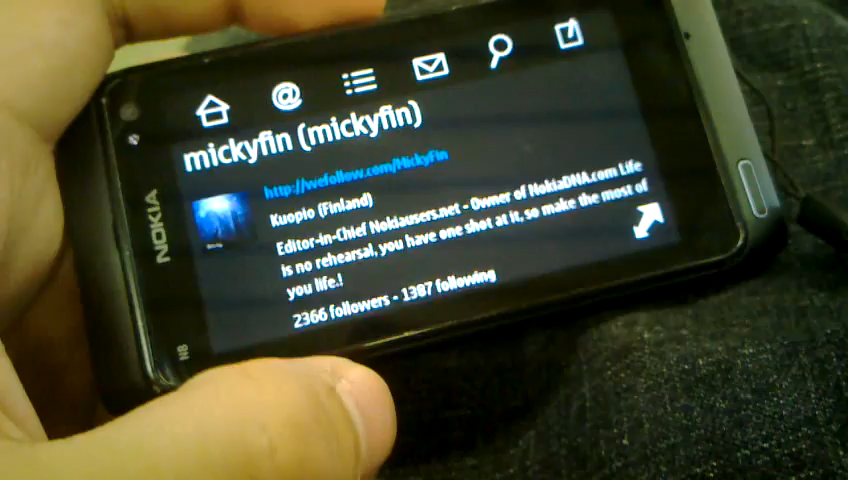 @
mickyfin (mickyfin)
http://wefollow.com/MickyFin
Kuopio (Finland)
Editor-in-Chief Nokiausers.net - Owner of NokiaDNA.com Life
is no rehearsal, you have one shot at it, so make the most of
you life.!
2366 followers - 1387 following
NOKIA
N8